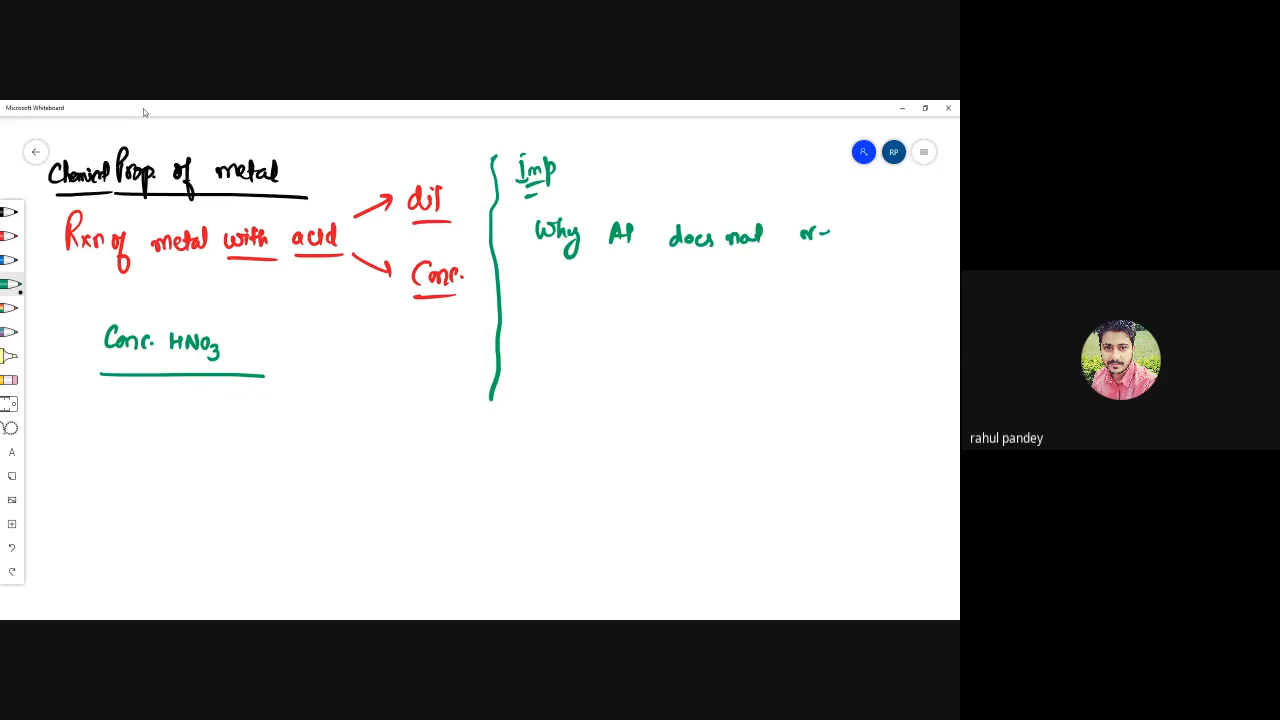 Microsoft Whiteboard
Chemical Prop. of metal
Rxn of metal with acid
dil
Conc.
Conc. HNO3
Imp
Why Al does not
RP
A
rahul pandey